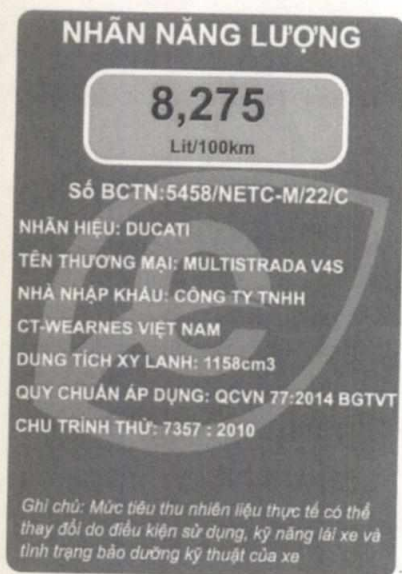 NHÃN NĂNG LƯỢNG
8,275
Lit/100km
Số BCTN:5458/NETC-M/22/C
NHÃN HIỆU: DUCATI
TÊN THƯƠNG MẠI: MULTISTRADA V4S
NHÀ NHẬP KHẨU: CÔNG TY TNHH
CT-WEARNES VIỆT NAM
DUNG TÍCH XY LANH: 1158cm3
QUY CHUẨN ÁP DỤNG: QCVN 77:2014 BGTVT
CHU TRÌNH THỬ: 7357 : 2010
Ghi chú: Mức tiêu thu nhiên liệu thực tế có thể
thay đổi do điều kiện sử dụng, kỹ năng lái xe và
tình trạng bảo dưỡng kỹ thuật của xe